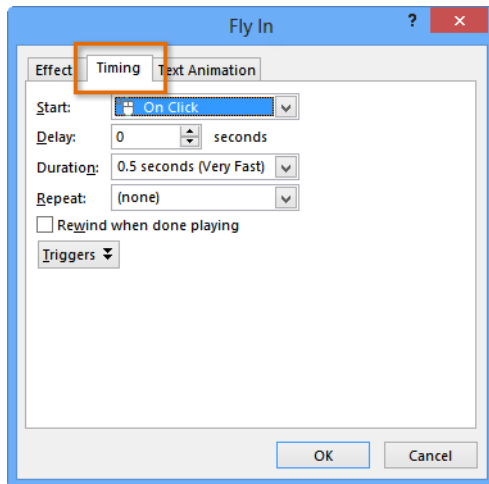 Fly In ? ×
Effect Timing Text Animation
Start: On Click
Delay: 0 seconds
Duration: 0.5 seconds (Very Fast)
Repeat: (none)
Rewind when done playing
Triggers
OK Cancel